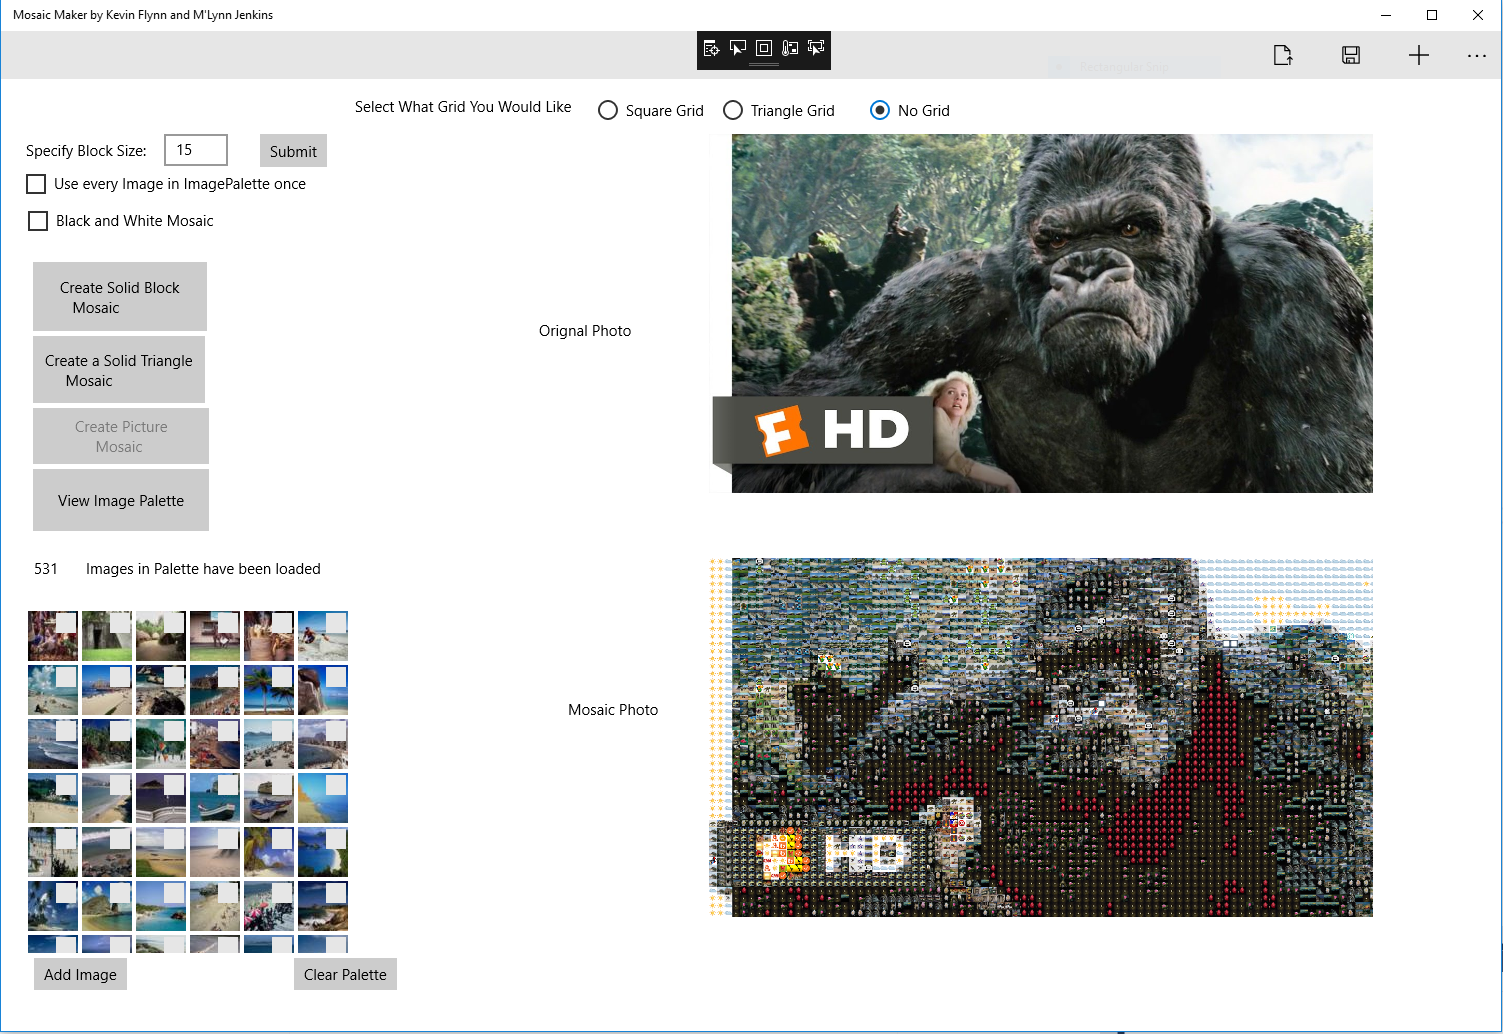 Mosaic Maker by Kevin Flynn and M'Lynn Jenkins
Select What Grid You Would Like
Square Grid
Triangle Grid
No Grid
Specify Block Size:
15
Submit
Use every Image in ImagePalette once
Black and White Mosaic
Create Solid Block
Mosaic
Create a Solid Triangle
Mosaic
Create Picture
Mosaic
View Image Palette
Orignal Photo
F HD
531 Images in Palette have been loaded
Mosaic Photo
HD
Add Image
Clear Palette